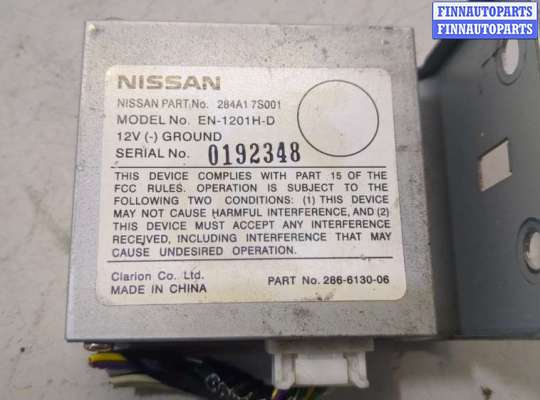 FINNAUTOPARTS
FINNAUTOPARTS
NISSAN
NISSAN PART.No. 284A1 7S001
MODEL No. EN-1201H-D
12V (-) GROUND
SERIAL No. 0192348
THIS DEVICE COMPLIES WITH PART 15 OF THE
FCC RULES. OPERATION IS SUBJECT TO THE
FOLLOWING TWO CONDITIONS: (1) THIS DEVICE
MAY NOT CAUSE HARMFUL INTERFERENCE, AND (2)
THIS DEVICE MUST ACCEPT ANY INTERFERENCE
RECEIVED, INCLUDING INTERFERENCE THAT MAY
CAUSE UNDESIRED OPERATION.
Clarion Co., Ltd. PART No. 286-6130-06
MADE IN CHINA